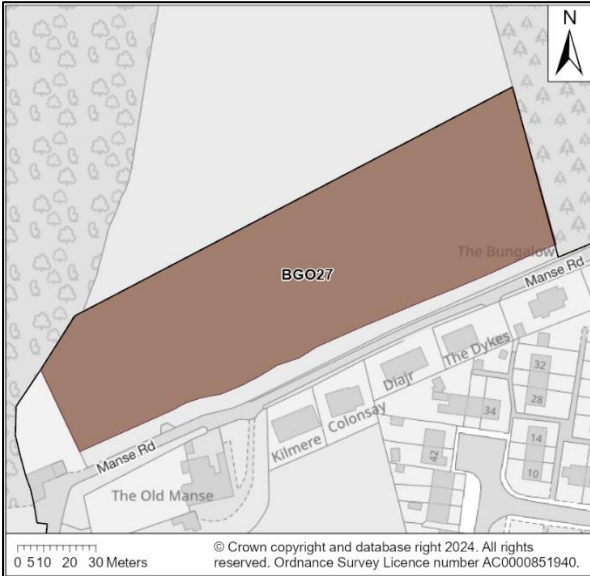 N
The Bungalow
Manse Rd
BGO27
The Dykes
32
Diajr
28
Colonsay
34
Kilmere
14
42
Manse Rd
10
The Old Manse
0 5 10 20 30 Meters
© Crown copyright and database right 2024. All rights
reserved. Ordnance Survey Licence number AC0000851940.